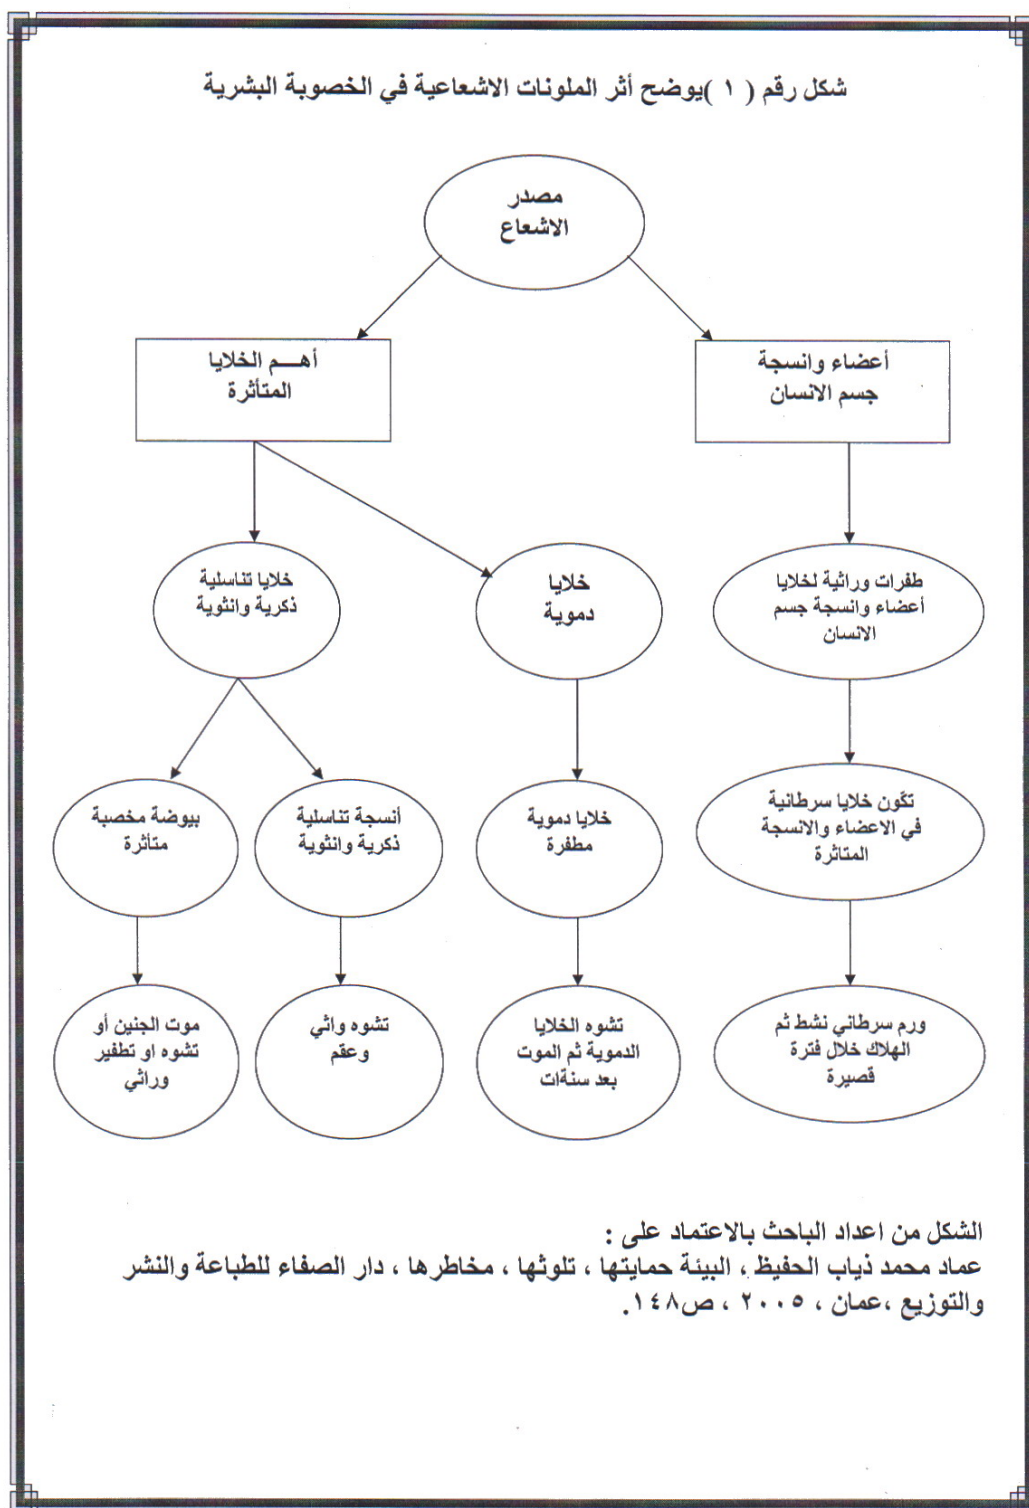 شكل رقم ( ١ )يوضح أثر الملونات الاشعاعية في الخصوبة البشرية
مصدر
الاشعاع
أعضاء وانسجة
جسم الانسان
أهـــم الخلايا
المتأثرة
طفرات وراثية لخلايا
أعضاء وانسجة جسم
الانسان
خلايا
دموية
خلايا تناسلية
ذكرية وانثوية
تكّون خلايا سرطانية
في الاعضاء والانسجة
المتاثرة
خلايا دموية
مطفرة
أنسجة تناسلية
ذكرية وانثوية
بيوضة مخصبة
متأثرة
ورم سرطاني نشط ثم
الهلاك خلال فترة
قصيرة
تشوه الخلايا
الدموية ثم الموت
بعد سنةات
تشوه واثي
وعقم
موت الجنين أو
تشوه او تطفير
وراثي
الشكل من اعداد الباحث بالاعتماد على :
عماد محمد ذياب الحفيظ ، البيئة حمايتها ، تلوثها ، مخاطرها ، دار الصفاء للطباعة والنشر
والتوزيع ،عمان ، ٢٠٠٥ ، ص١٤٨.